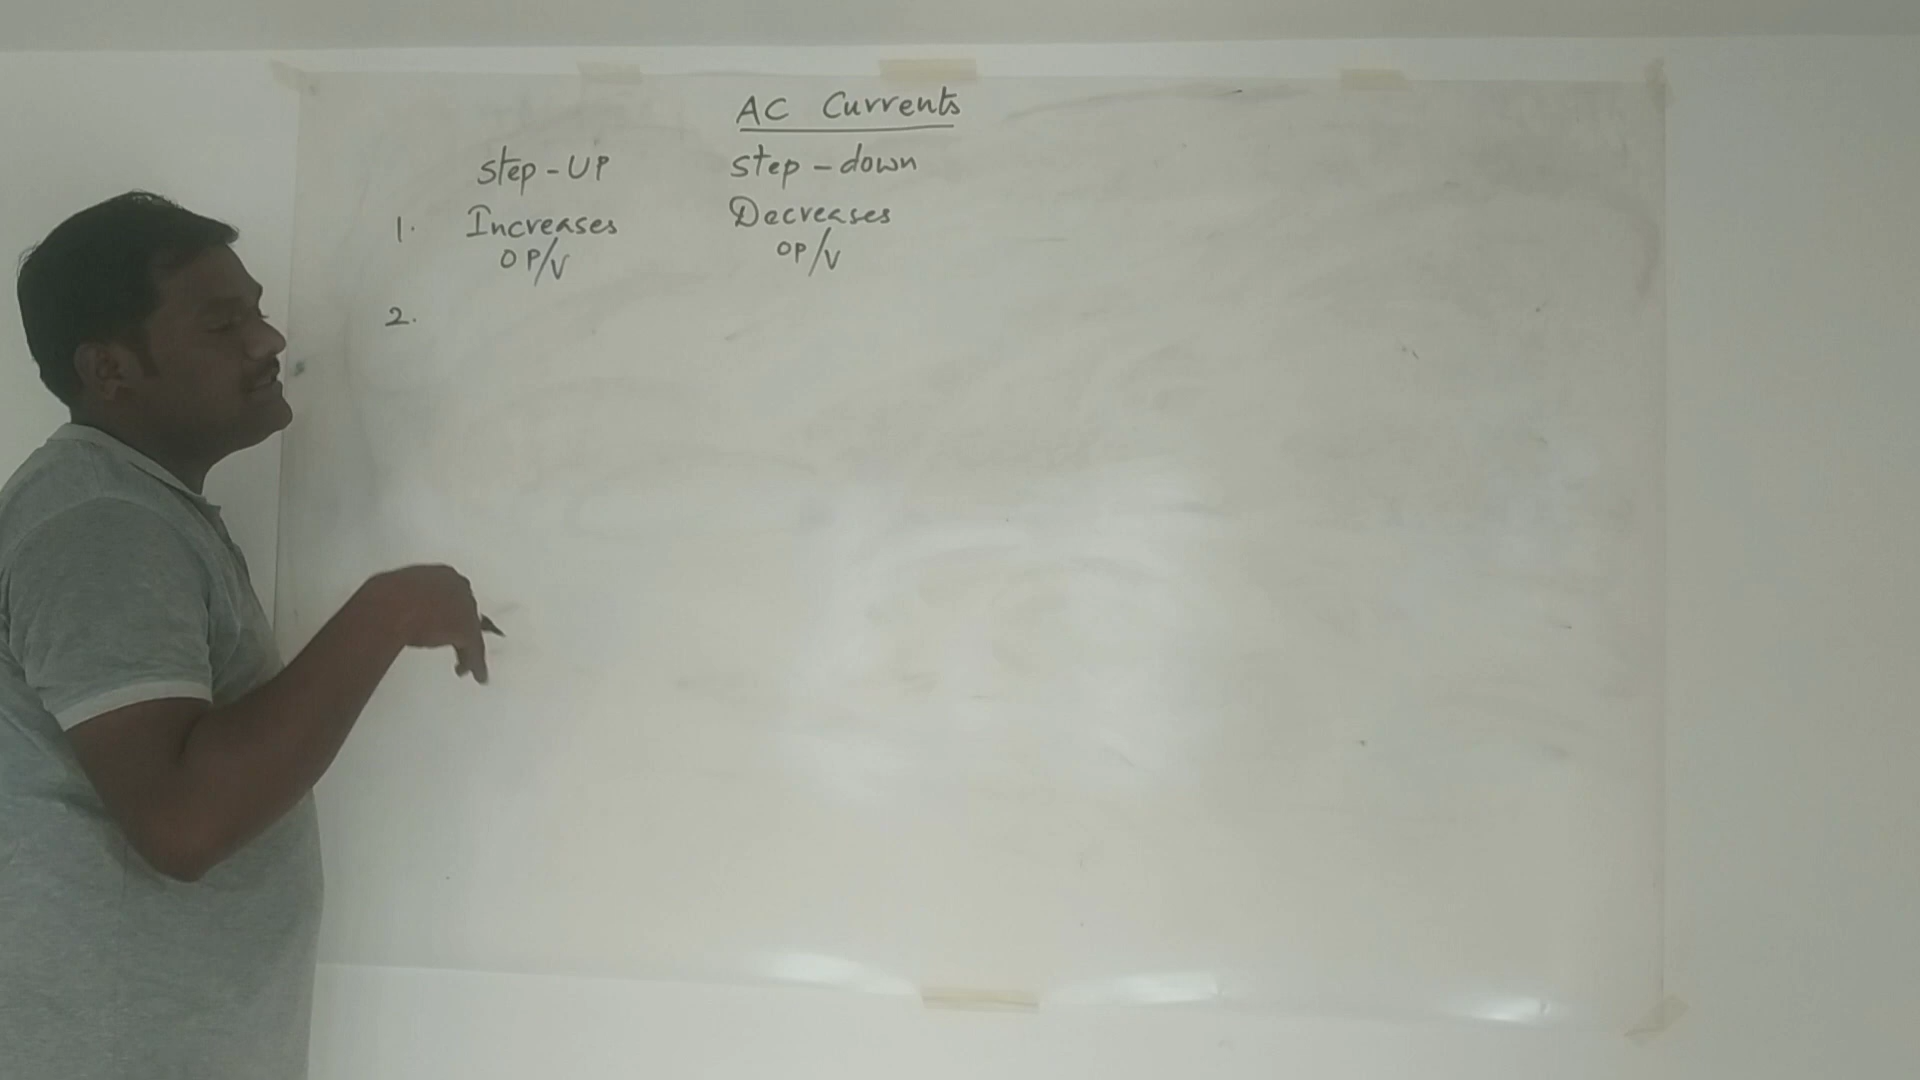 AC Currents
Step-UP Step-down
1. Increases Decreases
OP/V OP/V
2.